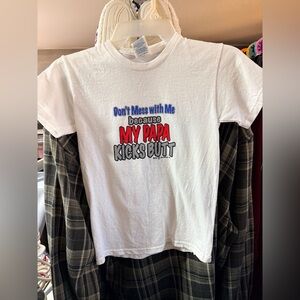 Don't Mess with Me
because
MY PAPA
KICKS BUTT